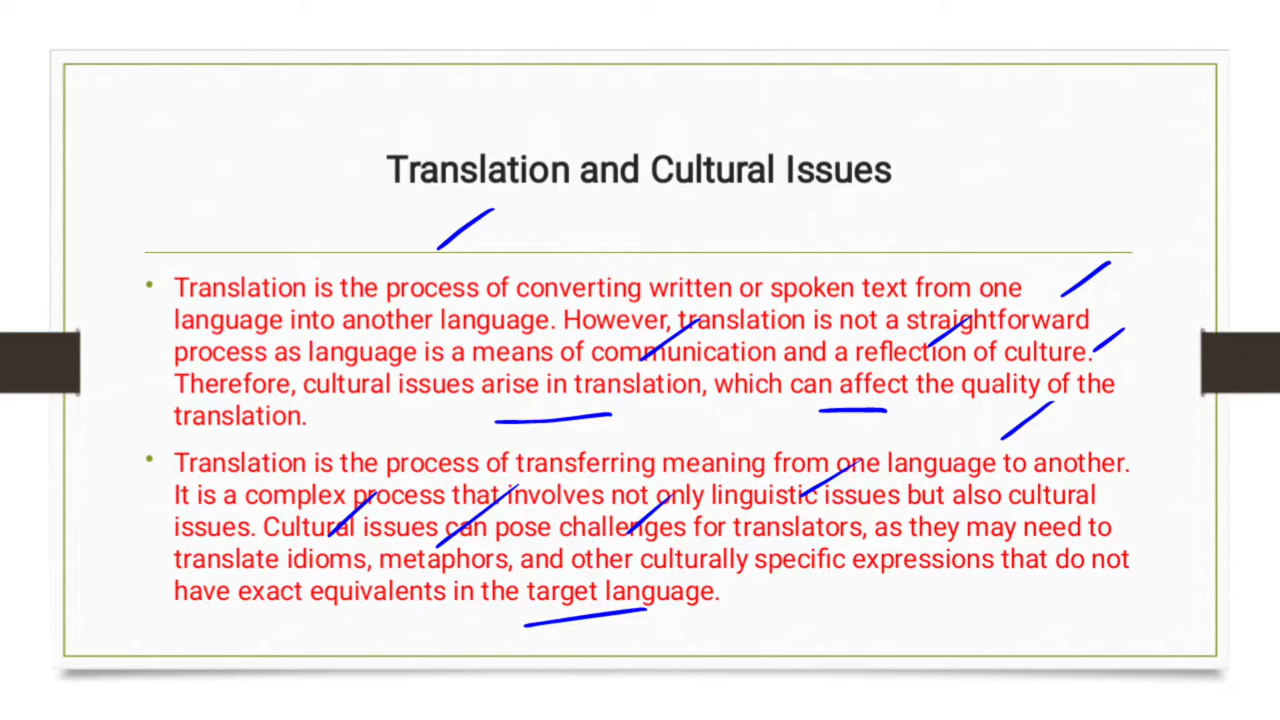 Translation and Cultural Issues
• Translation is the process of converting written or spoken text from one
language into another language. However, translation is not a straightforward
process as language is a means of communication and a reflection of culture.
Therefore, cultural issues arise in translation, which can affect the quality of the
translation.
• Translation is the process of transferring meaning from one language to another.
It is a complex process that involves not only linguistic issues but also cultural
issues. Cultural issues can pose challenges for translators, as they may need to
translate idioms, metaphors, and other culturally specific expressions that do not
have exact equivalents in the target language.